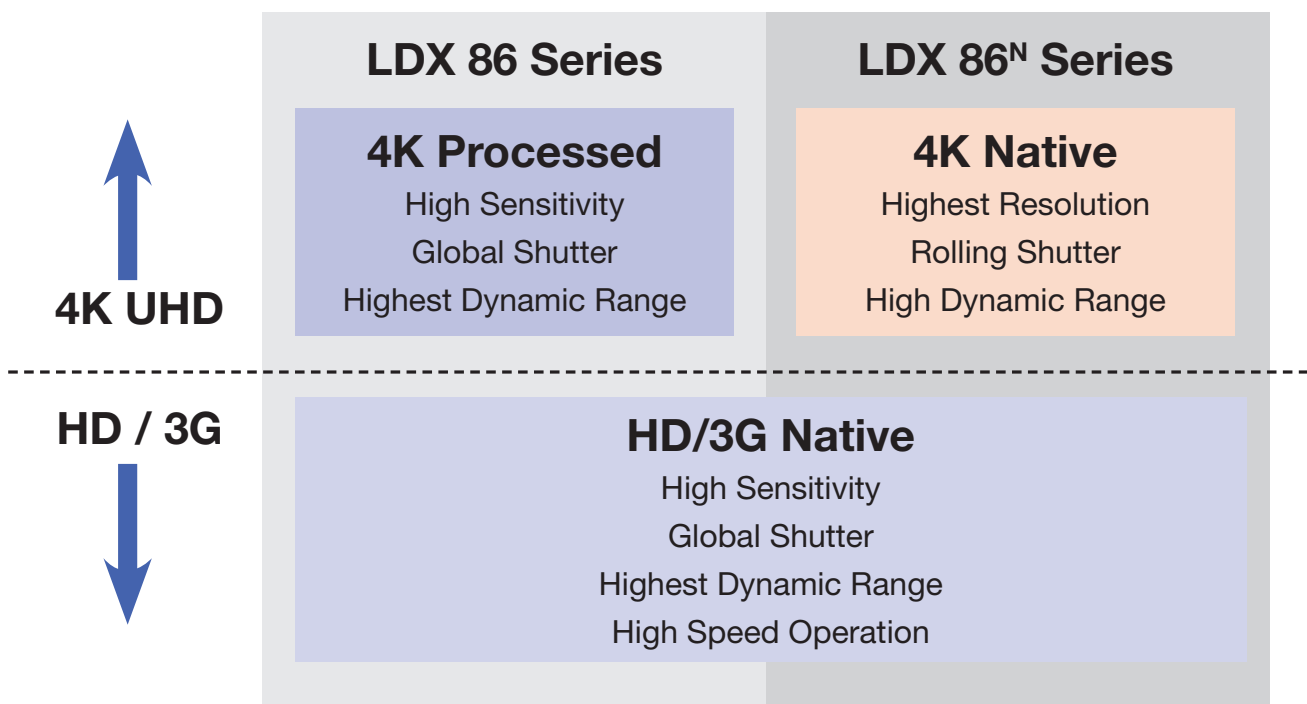 LDX 86 Series
LDX 86ᴺ Series
4K Processed
High Sensitivity
Global Shutter
Highest Dynamic Range
4K Native
Highest Resolution
Rolling Shutter
High Dynamic Range
4K UHD
HD / 3G
HD/3G Native
High Sensitivity
Global Shutter
Highest Dynamic Range
High Speed Operation